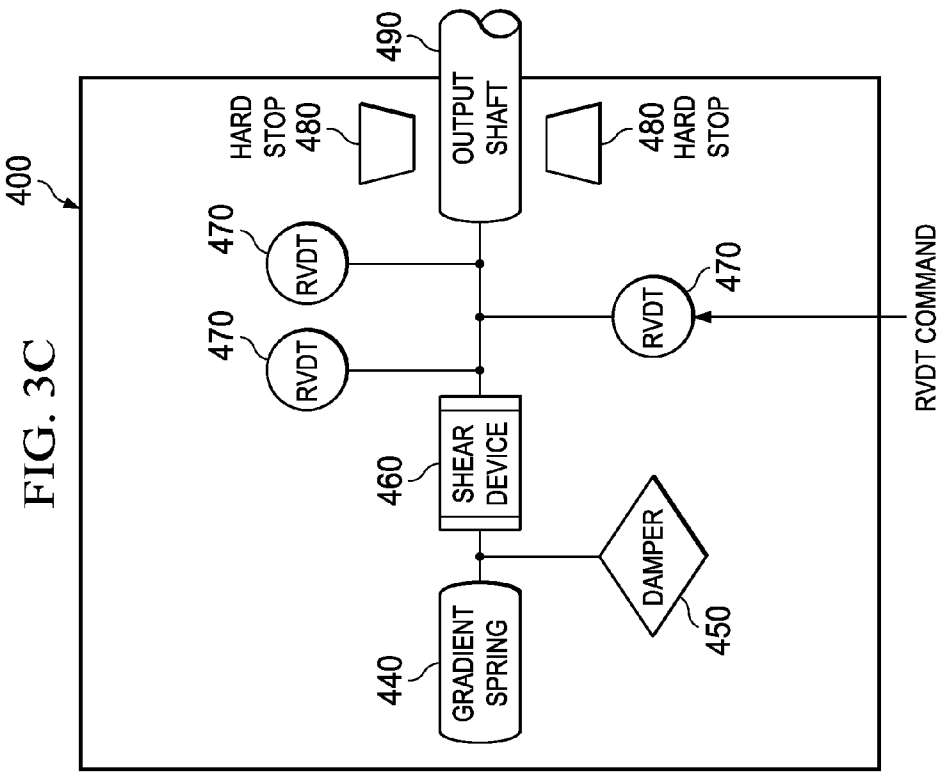 FIG. 3C
400
HARD
STOP
480
490
OUTPUT
SHAFT
480
HARD
STOP
470
RVDT
470
RVDT
470
RVDT
RVDT COMMAND
460
SHEAR
DEVICE
DAMPER
450
440
GRADIENT
SPRING